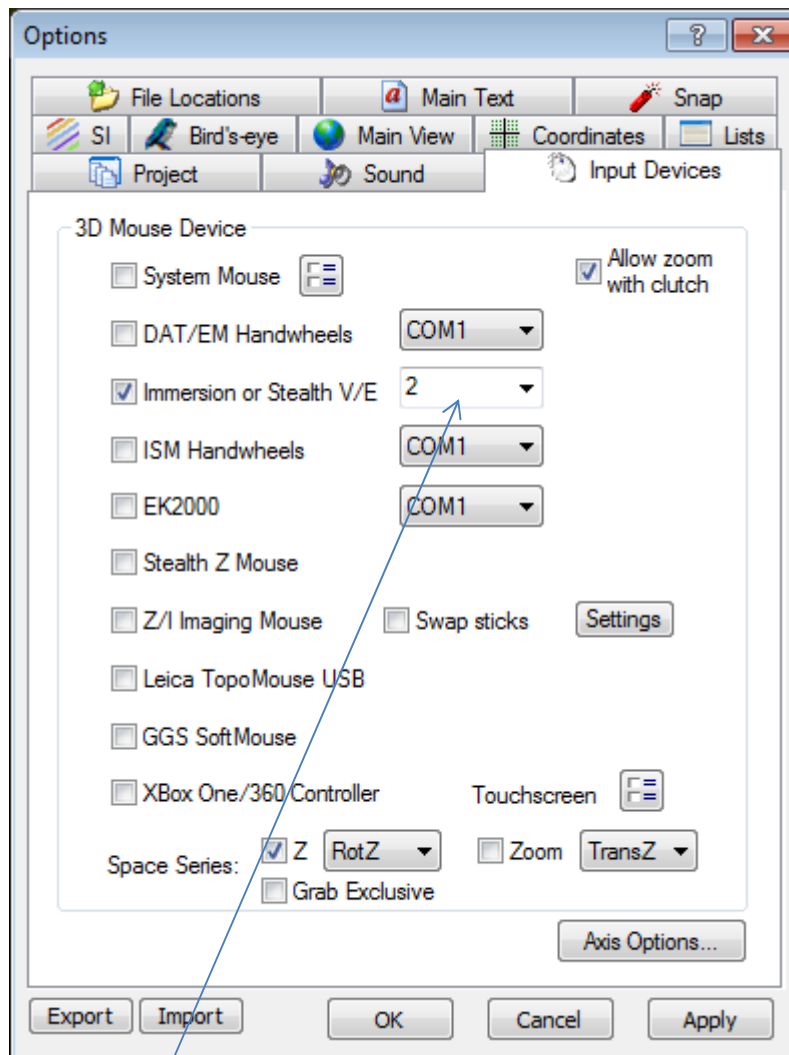 Options
File Locations Main Text Snap
SI Bird's-eye Main View Coordinates Lists
Project Sound Input Devices
3D Mouse Device
System Mouse Allow zoom
with clutch
DAT/EM Handwheels COM1
Immersion or Stealth V/E 2
ISM Handwheels COM1
EK2000 COM1
Stealth Z Mouse
Z/I Imaging Mouse Swap sticks Settings
Leica TopoMouse USB
GGS SoftMouse
XBox One/360 Controller Touchscreen
Space Series: Z RotZ Zoom TransZ
Grab Exclusive
Axis Options...
Export Import OK Cancel Apply